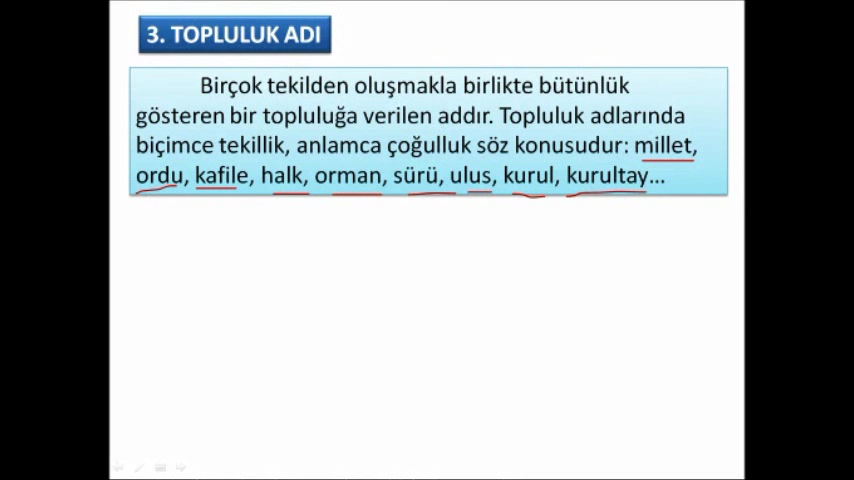 3. TOPLULUK ADI
Birçok tekilden oluşmakla birlikte bütünlük
gösteren bir topluluğa verilen addır. Topluluk adlarında
biçimce tekillik, anlamca çoğulluk söz konusudur: millet,
ordu, kafile, halk, orman, sürü, ulus, kurul, kurultay...